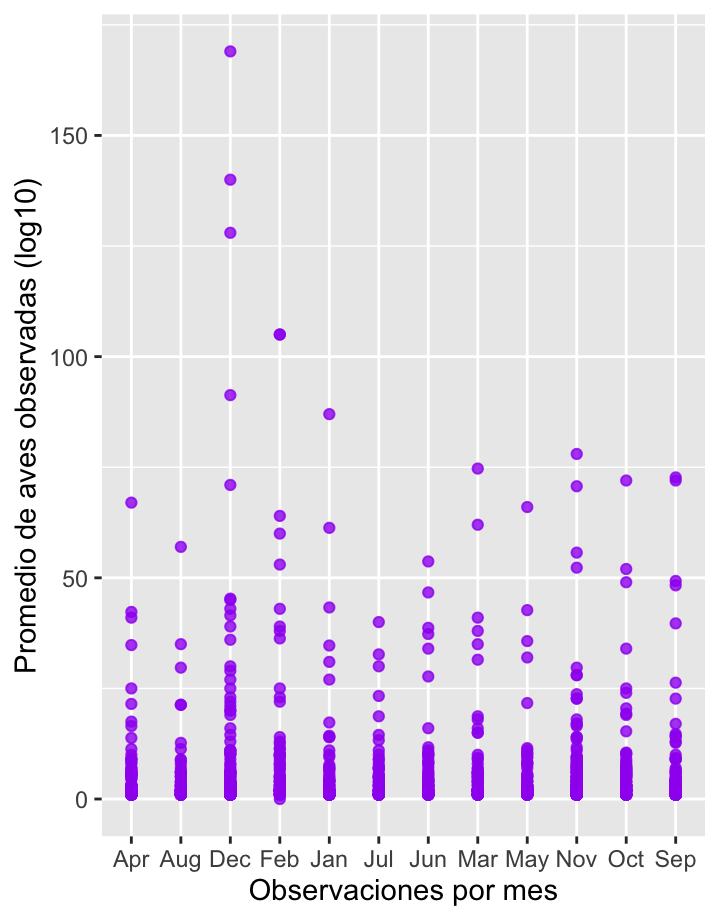 Promedio de aves observadas (log10)
150
100
50
0
Apr Aug Dec Feb Jan Jul Jun Mar May Nov Oct Sep
Observaciones por mes